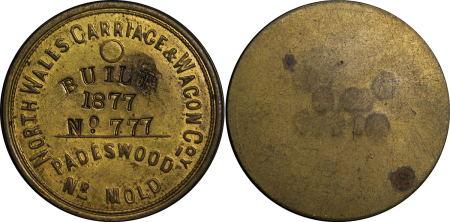 NORTH WALES CARRIAGE & WAGON COY.
BUILT
1877
No 777
PADESWOOD
NR MOLD